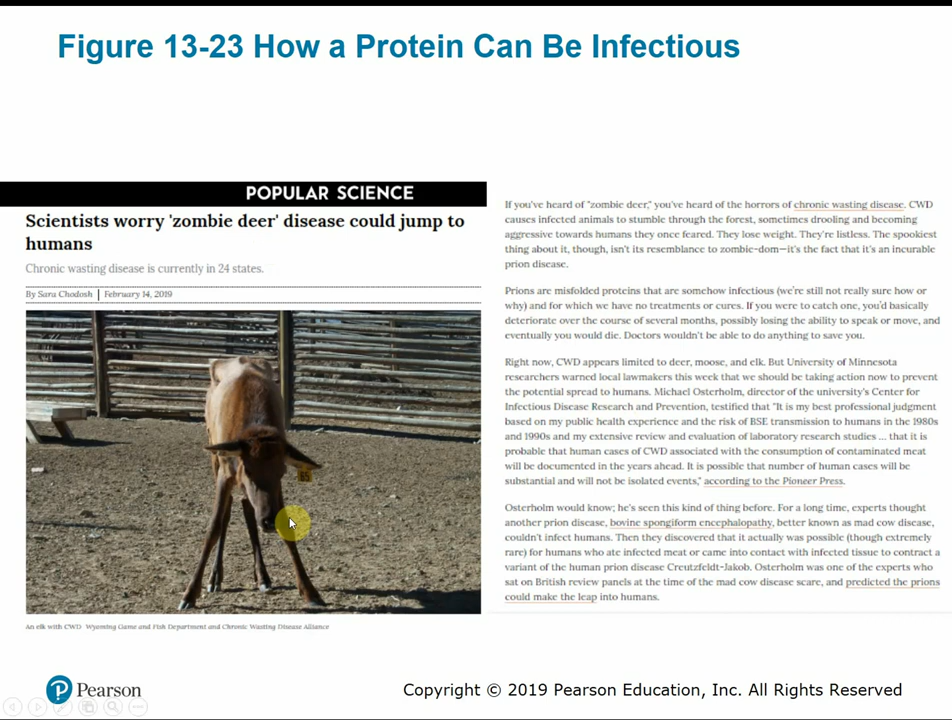 Figure 13-23 How a Protein Can Be Infectious
POPULAR SCIENCE
Scientists worry 'zombie deer' disease could jump to
humans
Chronic wasting disease is currently in 24 states.
By Sara Chodosh | February 14, 2019
65
An elk with CWD Wyoming Game and Fish Department and Chronic Wasting Disease Alliance
If you've heard of "zombie deer," you've heard of the horrors of chronic wasting disease. CWD
causes infected animals to stumble through the forest, sometimes drooling and becoming
aggressive towards humans they once feared. They lose weight. They're listless. The spookiest
thing about it, though, isn't its resemblance to zombie-dom—it's the fact that it's an incurable
prion disease.
Prions are misfolded proteins that are somehow infectious (we're still not really sure how or
why) and for which we have no treatments or cures. If you were to catch one, you'd basically
deteriorate over the course of several months, possibly losing the ability to speak or move, and
eventually you would die. Doctors wouldn't be able to do anything to save you.
Right now, CWD appears limited to deer, moose, and elk. But University of Minnesota
researchers warned local lawmakers this week that we should be taking action now to prevent
the potential spread to humans. Michael Osterholm, director of the university's Center for
Infectious Disease Research and Prevention, testified that "It is my best professional judgment
based on my public health experience and the risk of BSE transmission to humans in the 1980s
and 1990s and my extensive review and evaluation of laboratory research studies ... that it is
probable that human cases of CWD associated with the consumption of contaminated meat
will be documented in the years ahead. It is possible that number of human cases will be
substantial and will not be isolated events," according to the Pioneer Press.
Osterholm would know; he's seen this kind of thing before. For a long time, experts thought
another prion disease, bovine spongiform encephalopathy, better known as mad cow disease,
couldn't infect humans. Then they discovered that it actually was possible (though extremely
rare) for humans who ate infected meat or came into contact with infected tissue to contract a
variant of the human prion disease Creutzfeldt-Jakob. Osterholm was one of the experts who
sat on British review panels at the time of the mad cow disease scare, and predicted the prions
could make the leap into humans.
P Pearson
Copyright © 2019 Pearson Education, Inc. All Rights Reserved